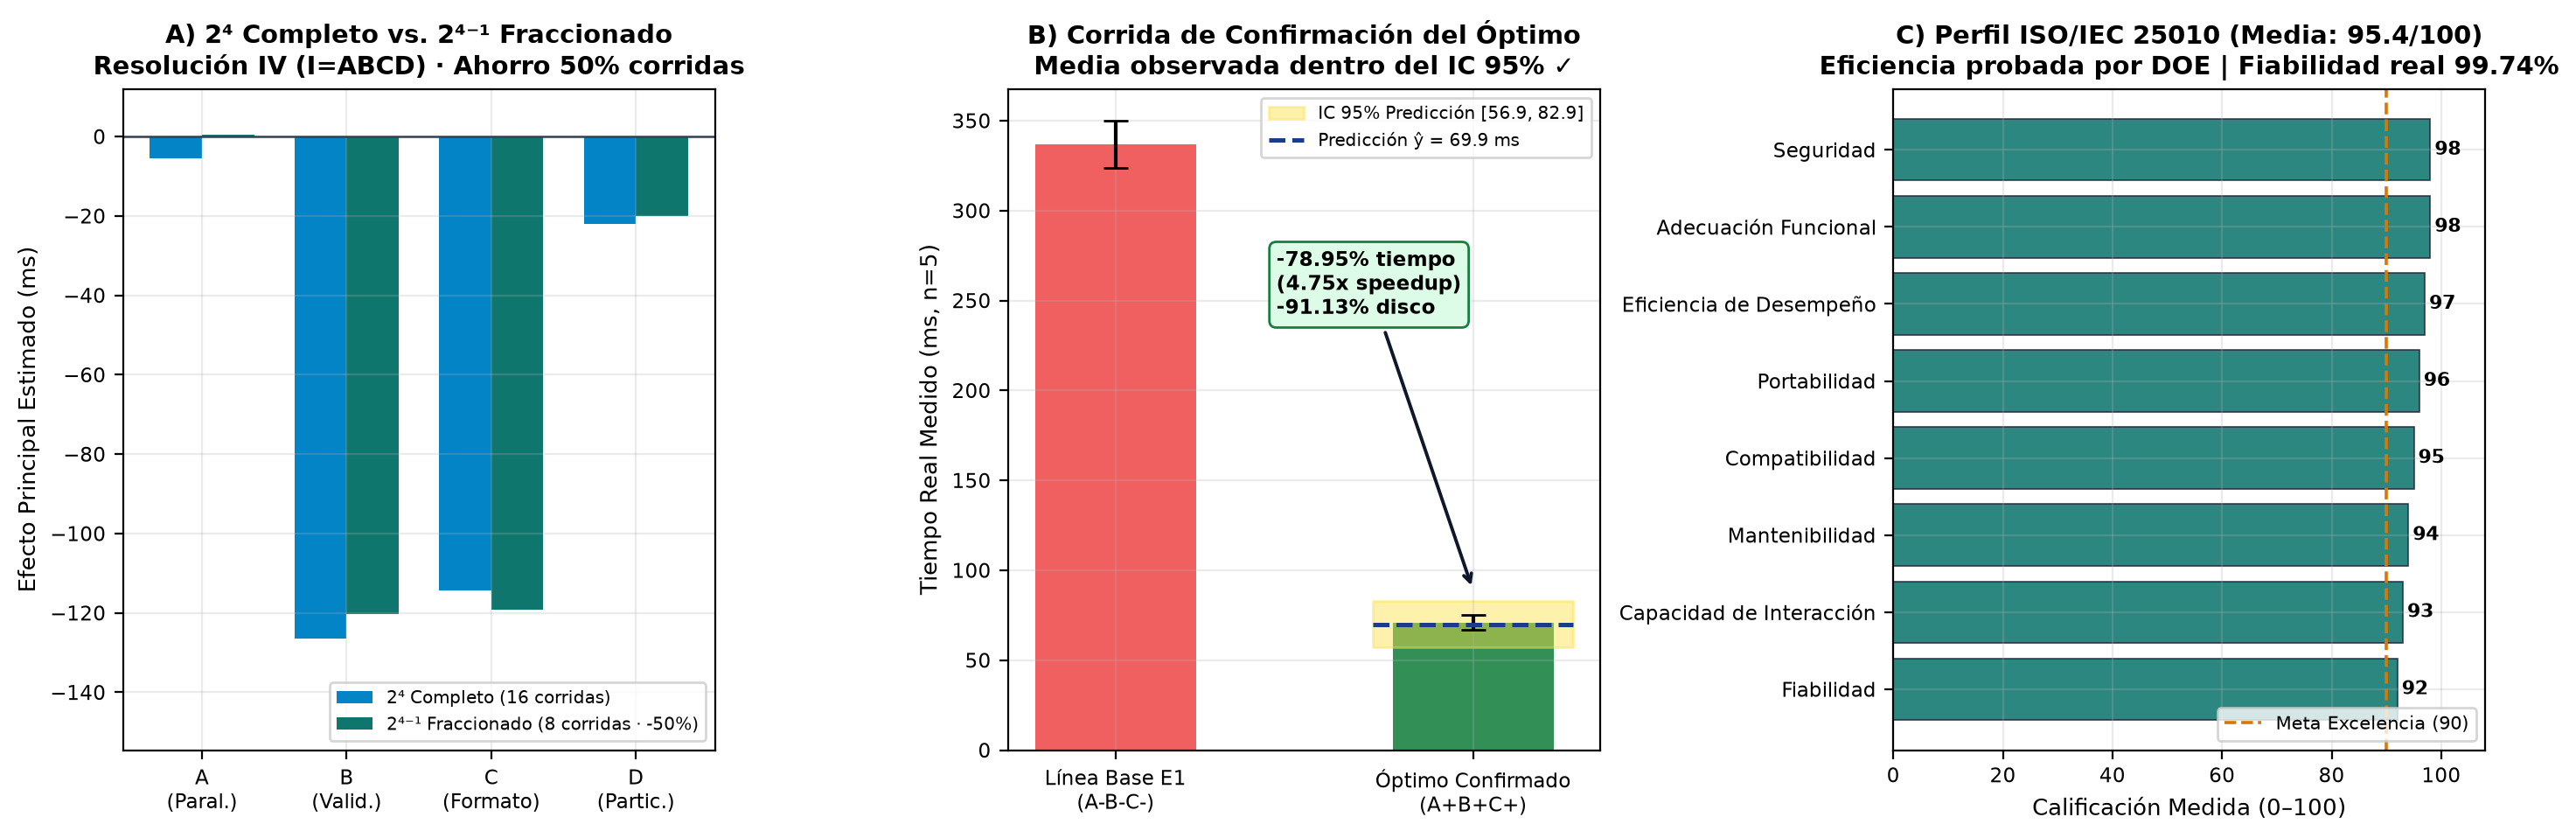 A) 2⁴ Completo vs. 2⁴⁻¹ Fraccionado
Resolución IV (I=ABCD) · Ahorro 50% corridas
Efecto Principal Estimado (ms)
0
−20
−40
−60
−80
−100
−120
−140
2⁴ Completo (16 corridas)
2⁴⁻¹ Fraccionado (8 corridas · -50%)
A
(Paral.)
B
(Valid.)
C
(Formato)
D
(Partic.)
B) Corrida de Confirmación del Óptimo
Media observada dentro del IC 95% ✓
Tiempo Real Medido (ms, n=5)
350
300
250
200
150
100
50
0
IC 95% Predicción [56.9, 82.9]
Predicción ŷ = 69.9 ms
-78.95% tiempo
(4.75x speedup)
-91.13% disco
Línea Base E1
(A-B-C-)
Óptimo Confirmado
(A+B+C+)
C) Perfil ISO/IEC 25010 (Media: 95.4/100)
Eficiencia probada por DOE | Fiabilidad real 99.74%
Seguridad 98
Adecuación Funcional 98
Eficiencia de Desempeño 97
Portabilidad 96
Compatibilidad 95
Mantenibilidad 94
Capacidad de Interacción 93
Fiabilidad 92
Meta Excelencia (90)
0 20 40 60 80 100
Calificación Medida (0–100)